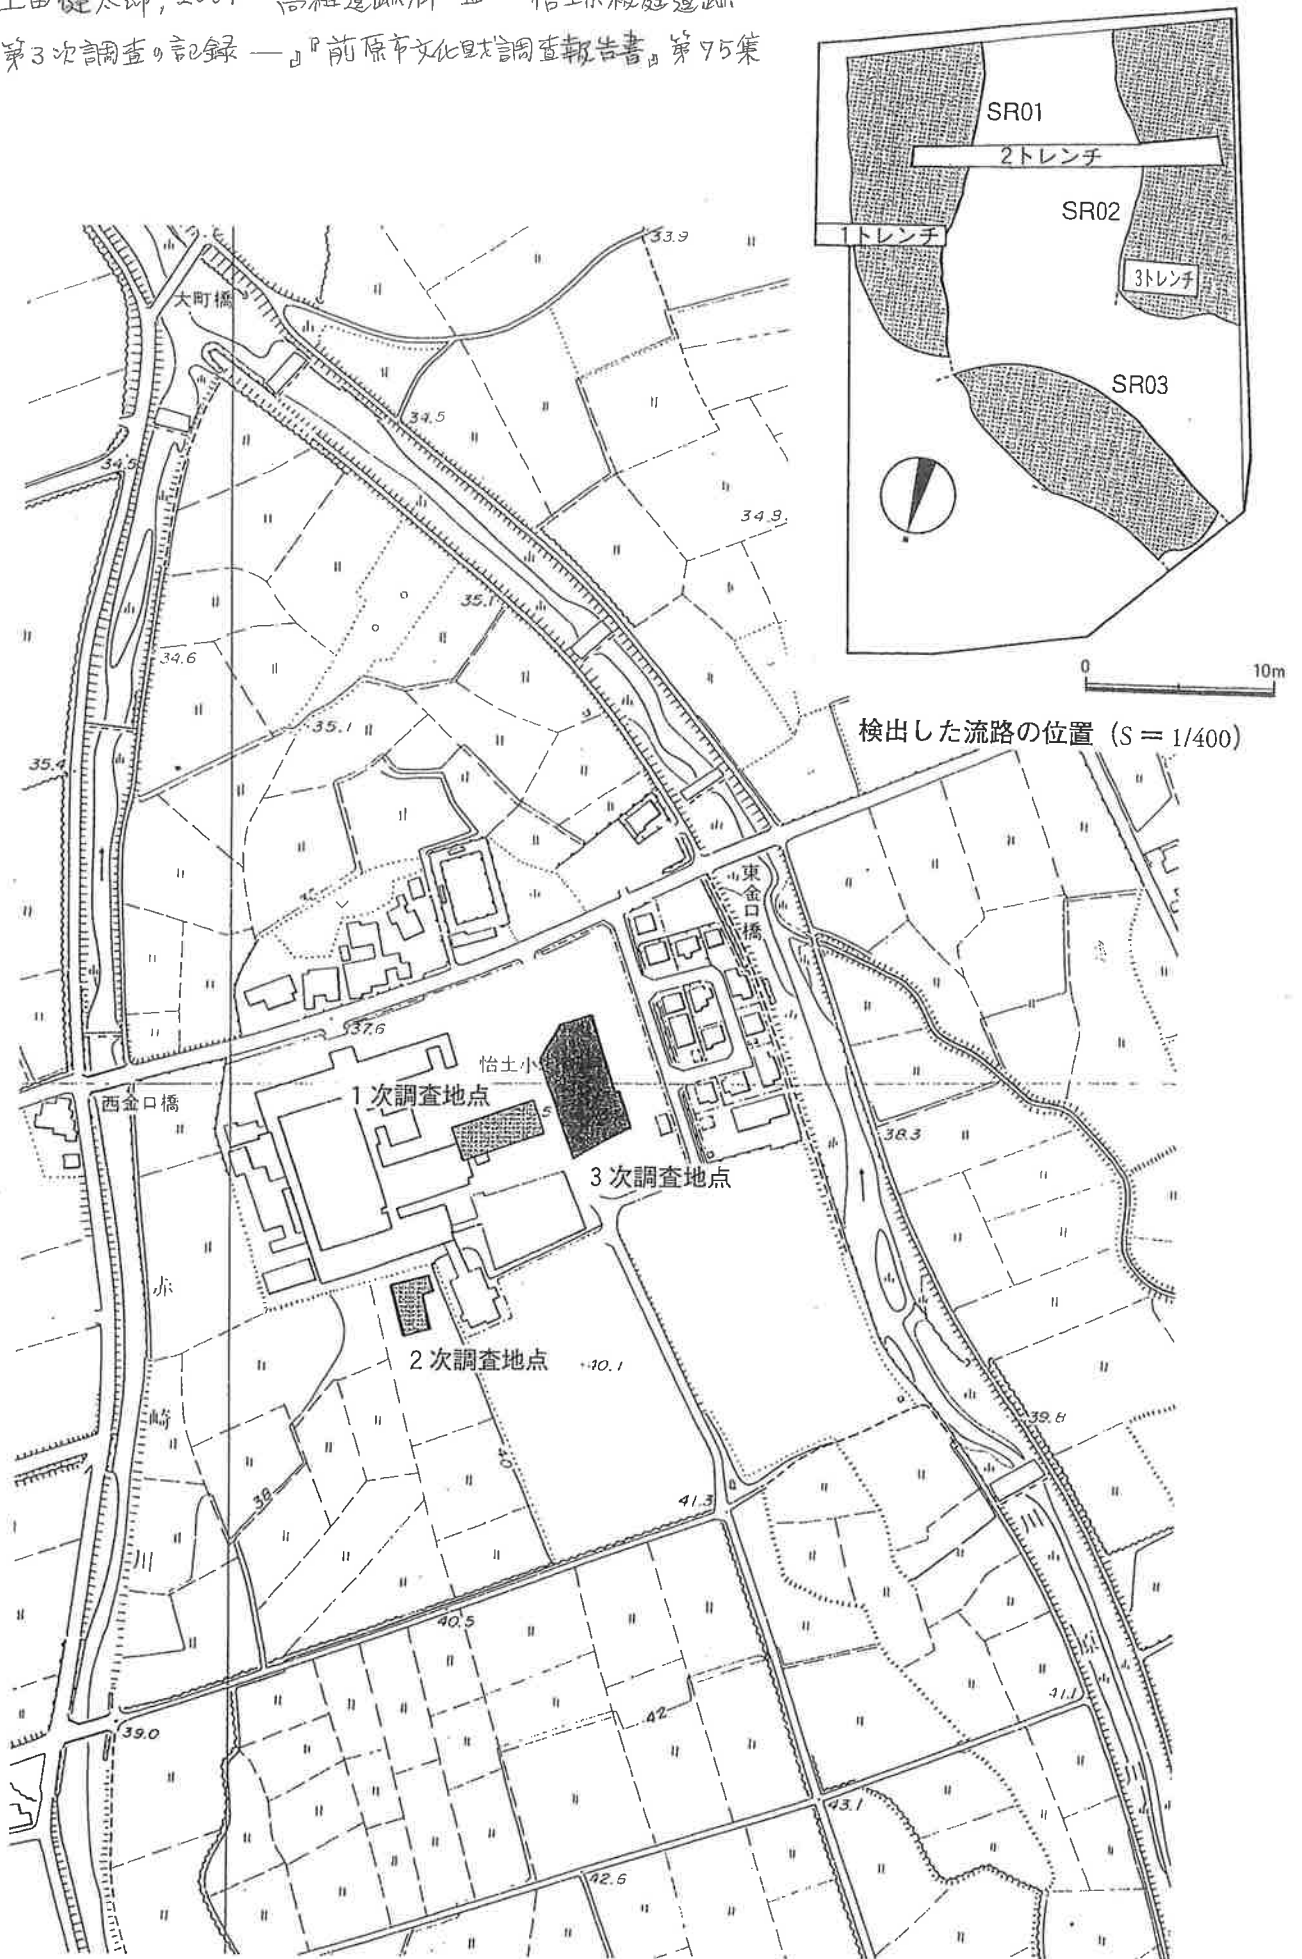 第3次調査の記録 ―』『前原市文化財調査報告書』第75集
SR01
2トレンチ
SR02
1トレンチ
3トレンチ
SR03
0 10m
検出した流路の位置 (S = 1/400)
33.9
大町橋
34.5
34.5
34.9
35.1
34.6
35.1
35.4
東金口橋
37.6
怡土小
1次調査地点
西金口橋
38.3
3次調査地点
赤
2次調査地点
40.1
崎
39.8
40
38
41.3
川
川
40.5
原
41.1
42
39.0
川
43.1
42.6